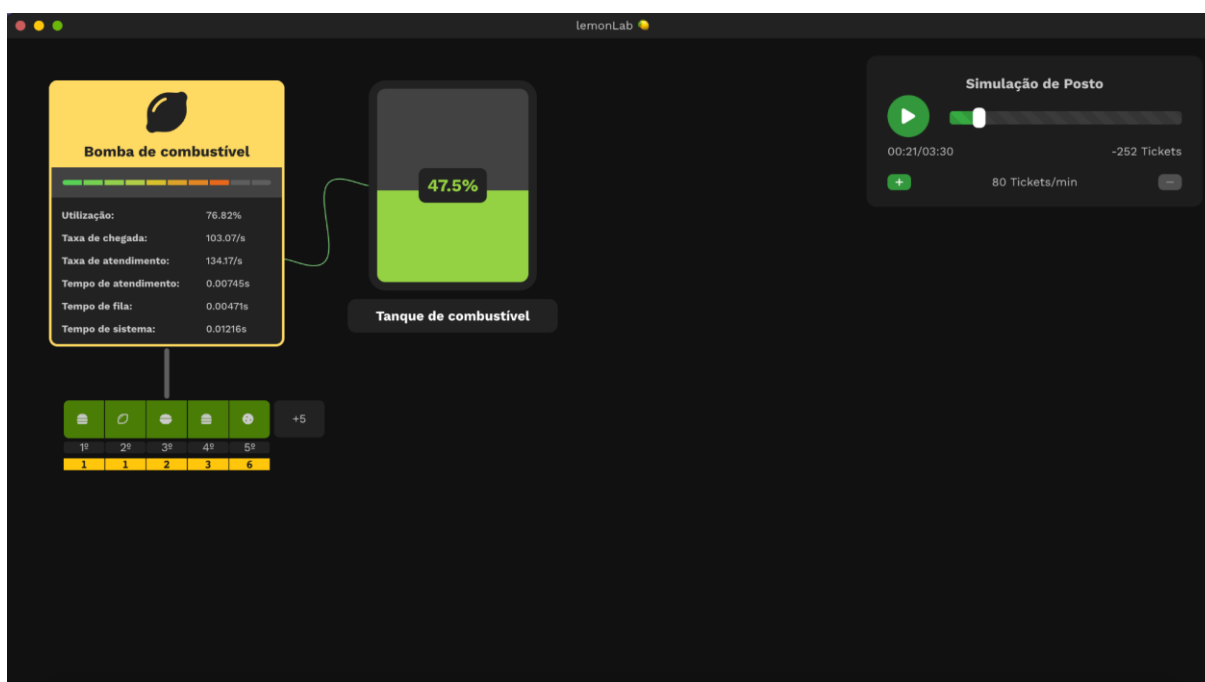 lemonLab
Bomba de combustível
Utilização: 76.82%
Taxa de chegada: 103.07/s
Taxa de atendimento: 134.17/s
Tempo de atendimento: 0.00745s
Tempo de fila: 0.00471s
Tempo de sistema: 0.01216s
47.5%
Tanque de combustível
Simulação de Posto
00:21/03:30 -252 Tickets
+ 80 Tickets/min −
+5
1º 2º 3º 4º 5º
1 1 2 3 6